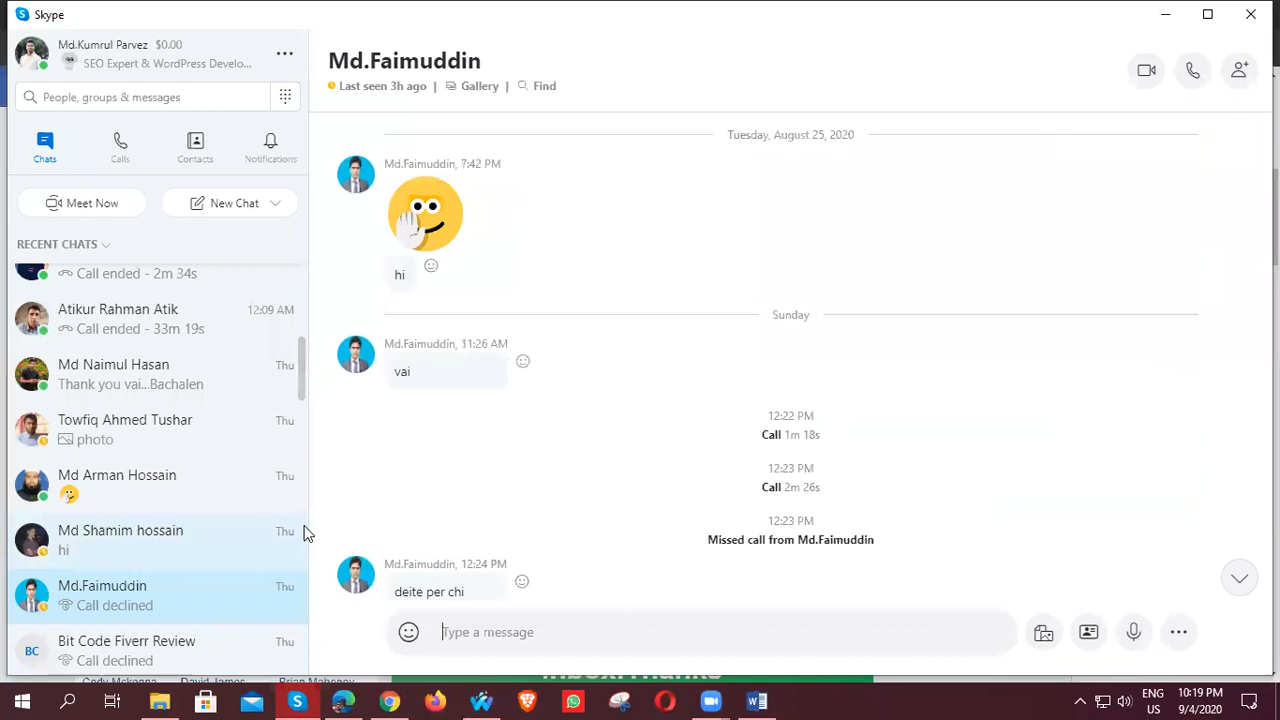 Skype
Md.Kumrul Parvez $0.00
SEO Expert & WordPress Develo...
People, groups & messages
Chats
Calls
Contacts
Notifications
Meet Now
New Chat
RECENT CHATS
Call ended - 2m 34s
Atikur Rahman Atik 12:09 AM
Call ended - 33m 19s
Md Naimul Hasan Thu
Thank you vai...Bachalen
Towfiq Ahmed Tushar Thu
photo
Md Arman Hossain Thu
Md Shamim hossain Thu
hi
Md.Faimuddin Thu
Call declined
BC
Bit Code Fiverr Review Thu
Call declined
Md.Faimuddin
Last seen 3h ago | Gallery | Find
Tuesday, August 25, 2020
Md.Faimuddin, 7:42 PM
hi
Sunday
Md.Faimuddin, 11:26 AM
vai
12:22 PM
Call 1m 18s
12:23 PM
Call 2m 26s
12:23 PM
Missed call from Md.Faimuddin
Md.Faimuddin, 12:24 PM
deite per chi
Type a message
ENG
US
10:19 PM
9/4/2020